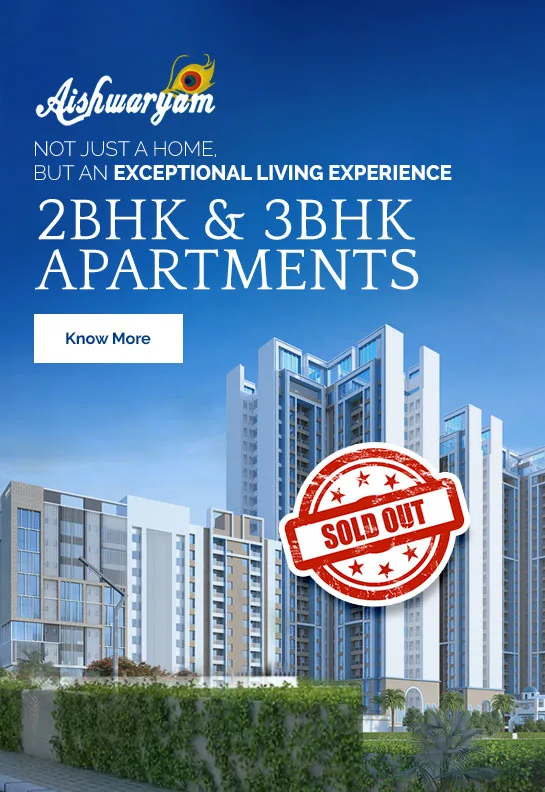 Aishwaryam
NOT JUST A HOME,
BUT AN EXCEPTIONAL LIVING EXPERIENCE
2BHK & 3BHK
APARTMENTS
Know More
SOLD OUT